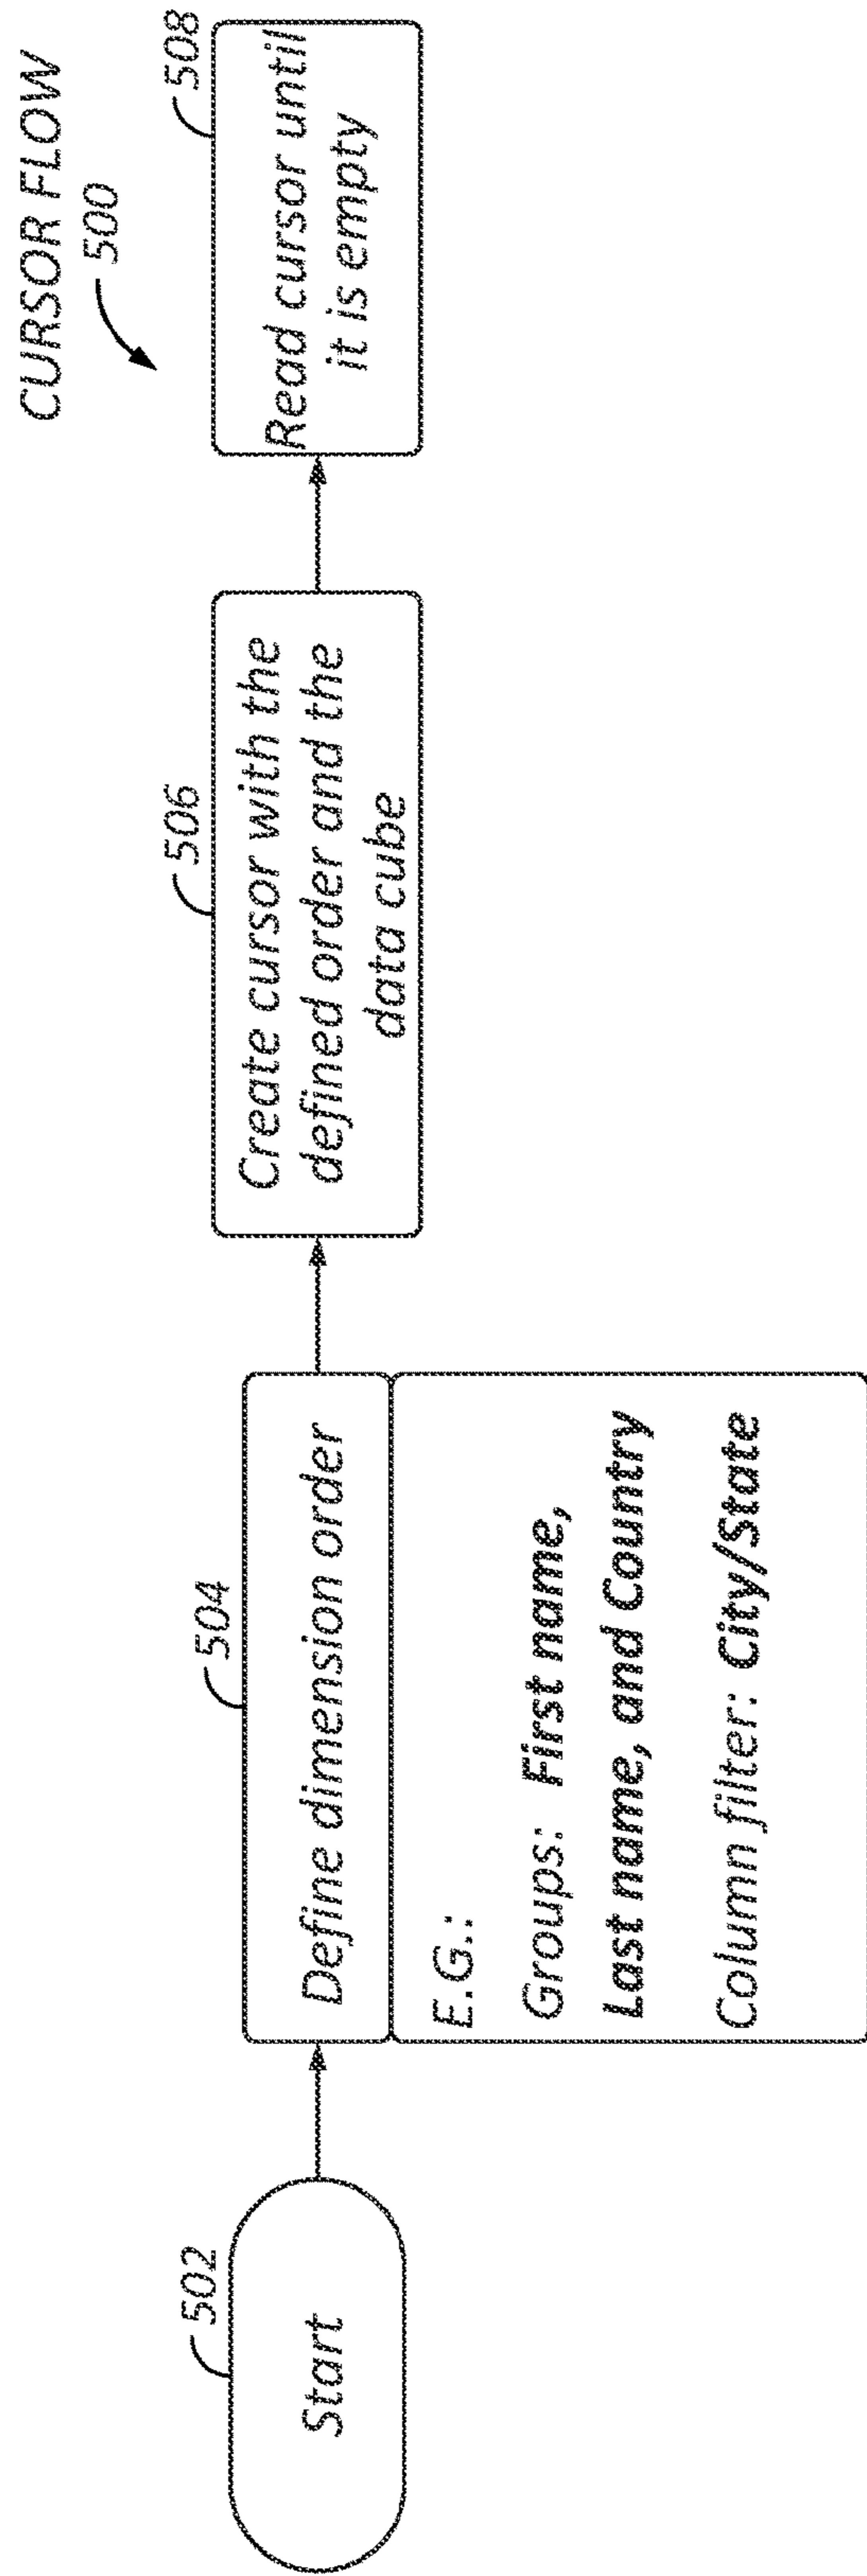 CURSOR FLOW
500
502
Start
504
Define dimension order
E.G.:
Groups: First name,
Last name, and Country
Column filter: City/State
506
Create cursor with the
defined order and the
data cube
508
Read cursor until
it is empty